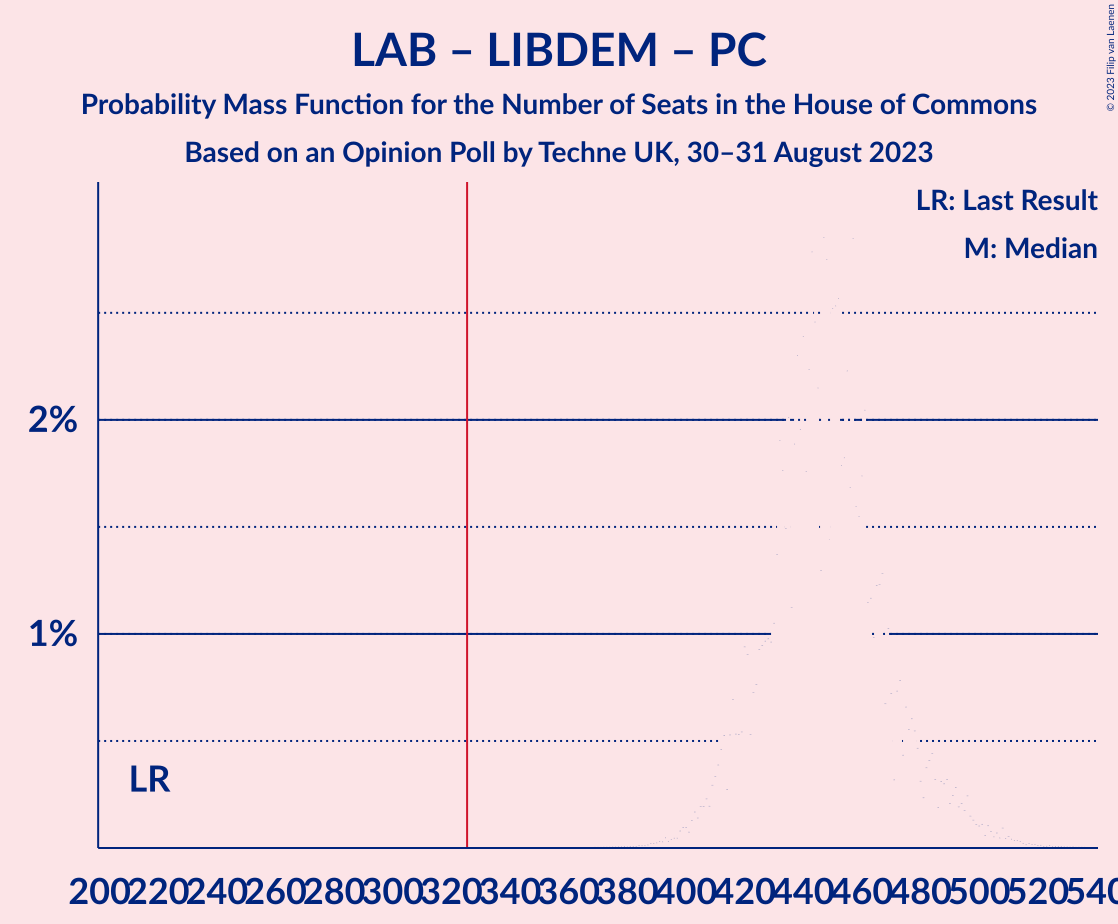 LAB – LIBDEM – PC
Probability Mass Function for the Number of Seats in the House of Commons
Based on an Opinion Poll by Techne UK, 30–31 August 2023
© 2023 Filip van Laenen
LR: Last Result
M: Median
2%
1%
LR
200 220 240 260 280 300 320 340 360 380 400 420 440 460 480 500 520 540